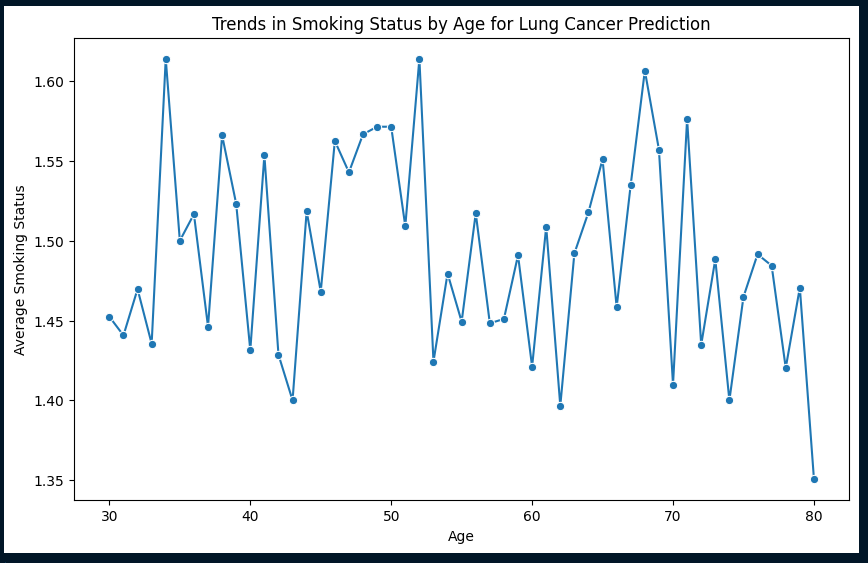 Trends in Smoking Status by Age for Lung Cancer Prediction
1.60
1.55
1.50
1.45
1.40
1.35
Average Smoking Status
30 40 50 60 70 80
Age